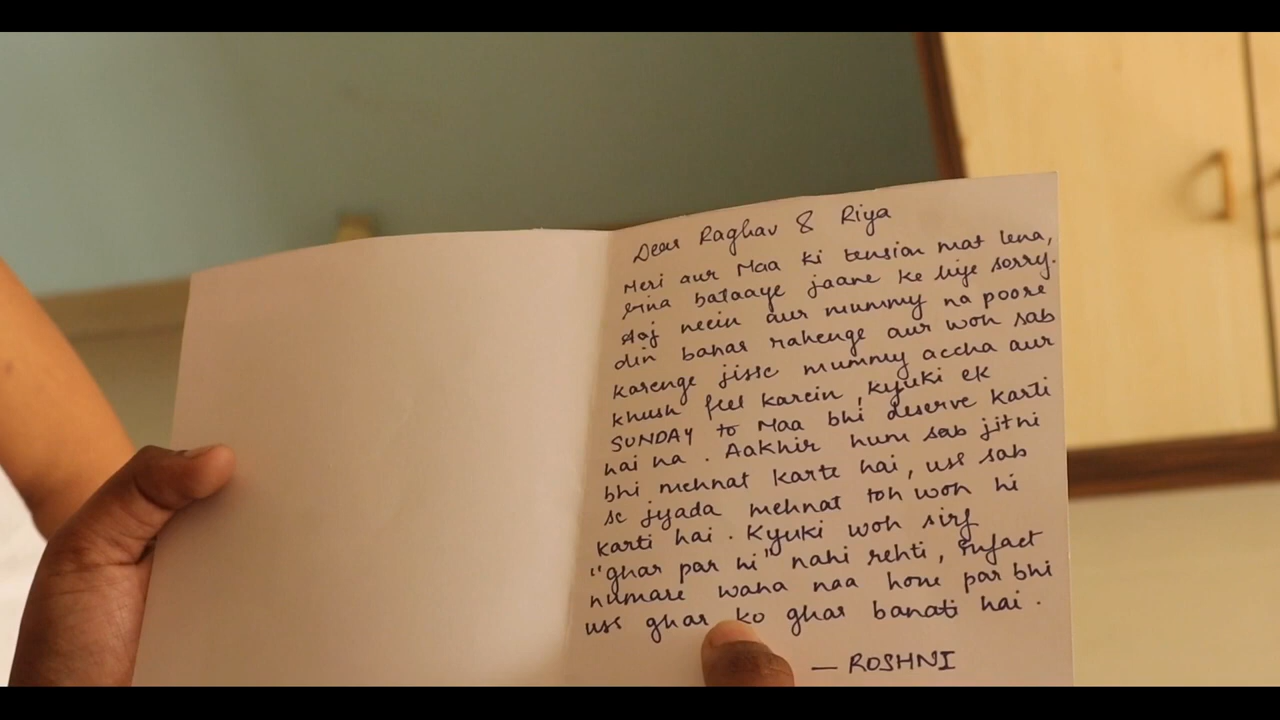 Dear Raghav & Riya
Meri aur Maa ki tension mat lena,
bina bataaye jaane ke liye sorry.
Aaj meein aur mummy na poore
din bahar rahenge aur woh sab
karenge jisse mummy accha aur
khush feel karein, kyuki ek
SUNDAY to Maa bhi deserve karti
hai na. Aakhir hum sab jitni
bhi mehnat karte hai, uss sab
se jyada mehnat toh woh hi
karti hai. Kyuki woh sirf
"ghar par hi" nahi rehti, infact
humare waha naa hone par bhi
uss ghar ko ghar banati hai.
— ROSHNI